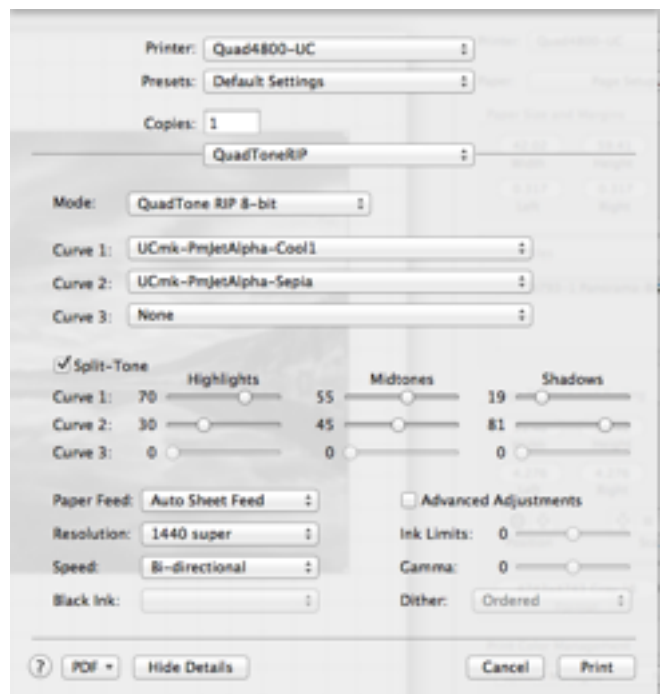 Printer: Quad4800-UC
Presets: Default Settings
Copies: 1
QuadToneRIP
Mode: QuadTone RIP 8-bit
Curve 1: UCmk-PmJetAlpha-Cool1
Curve 2: UCmk-PmJetAlpha-Sepia
Curve 3: None
Split-Tone
Highlights Midtones Shadows
Curve 1: 70 55 19
Curve 2: 30 45 81
Curve 3: 0 0 0
Paper Feed: Auto Sheet Feed Advanced Adjustments
Resolution: 1440 super Ink Limits: 0
Speed: Bi-directional Gamma: 0
Black Ink: Dither: Ordered
? PDF Hide Details Cancel Print